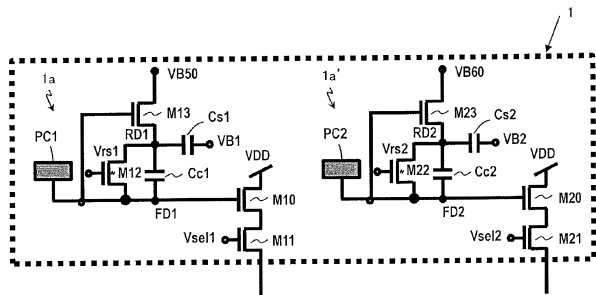 1
1a
VB50
M13
RD1
Cs1
VB1
PC1
Vrs1
M12
Cc1
VDD
M10
FD1
Vsel1
M11
1a'
VB60
M23
RD2
Cs2
VB2
PC2
Vrs2
M22
Cc2
VDD
M20
FD2
Vsel2
M21